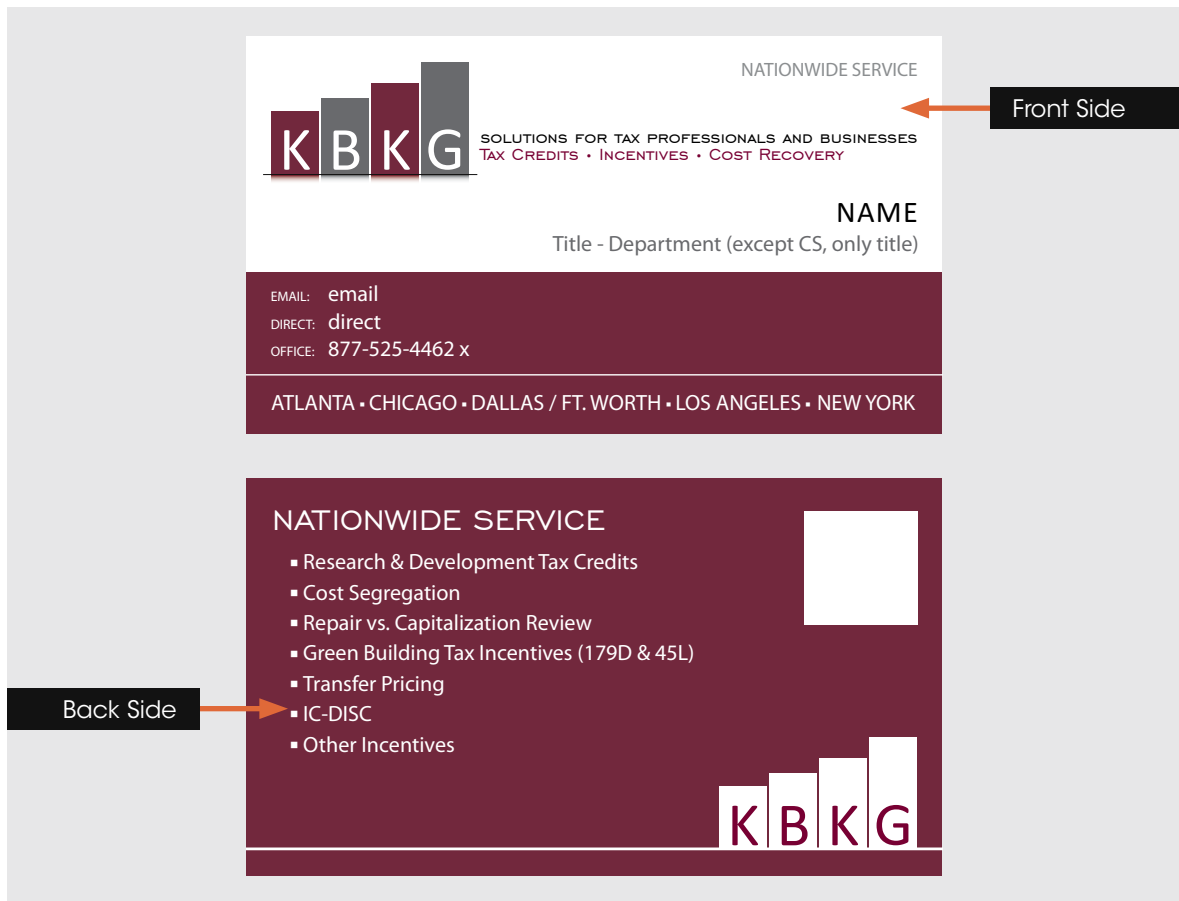 NATIONWIDE SERVICE
Front Side
KBKG
SOLUTIONS FOR TAX PROFESSIONALS AND BUSINESSES
TAX CREDITS • INCENTIVES • COST RECOVERY
NAME
Title - Department (except CS, only title)
EMAIL: email
DIRECT: direct
OFFICE: 877-525-4462 x
ATLANTA ▪ CHICAGO ▪ DALLAS / FT. WORTH ▪ LOS ANGELES ▪ NEW YORK
NATIONWIDE SERVICE
▪ Research & Development Tax Credits
▪ Cost Segregation
▪ Repair vs. Capitalization Review
▪ Green Building Tax Incentives (179D & 45L)
▪ Transfer Pricing
Back Side
▪ IC-DISC
▪ Other Incentives
KBKG